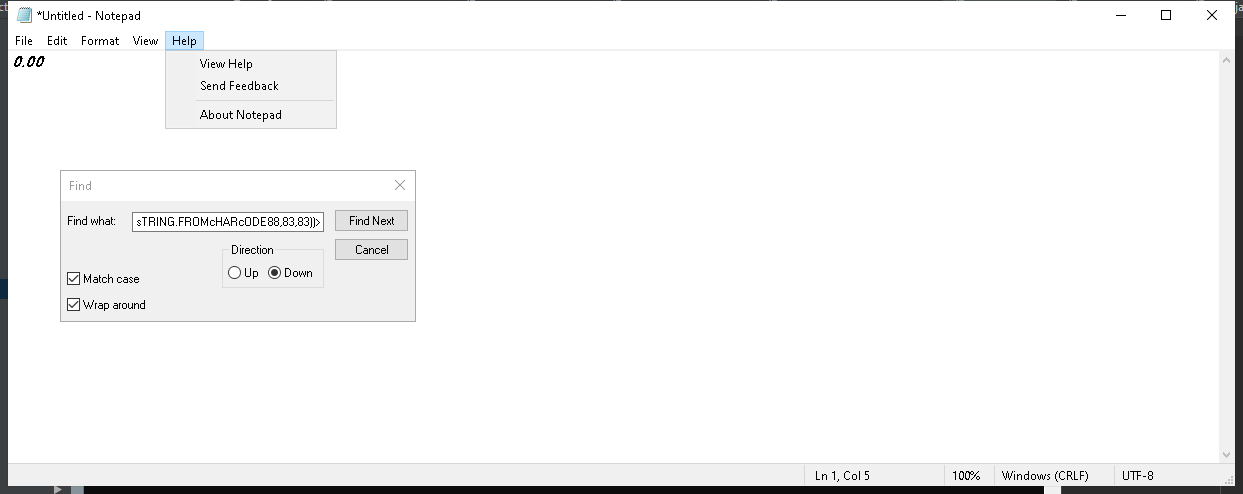 *Untitled - Notepad
File Edit Format View Help
0.00
View Help
Send Feedback
About Notepad
Find
Find what: sTRING.FROMcHARcODE88,83,83))> Find Next
Direction Cancel
Up Down
Match case
Wrap around
Ln 1, Col 5 100% Windows (CRLF) UTF-8